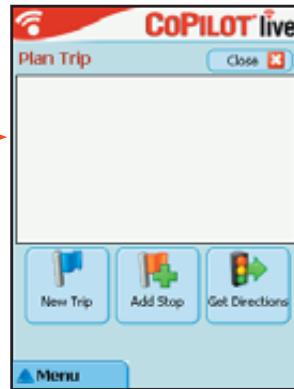 COPILOT live
Plan Trip
Close
New Trip
Add Stop
Get Directions
Menu